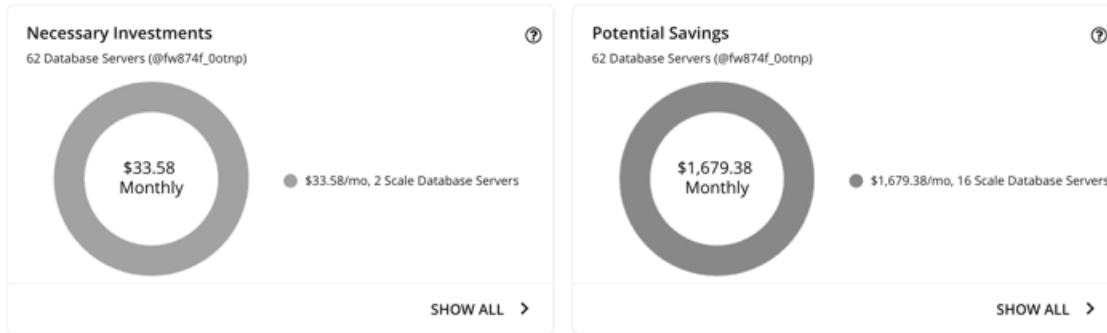 Necessary Investments
62 Database Servers (@fw874f_0otnp)
$33.58
Monthly
$33.58/mo, 2 Scale Database Servers
SHOW ALL
Potential Savings
62 Database Servers (@fw874f_0otnp)
$1,679.38
Monthly
$1,679.38/mo, 16 Scale Database Servers
SHOW ALL